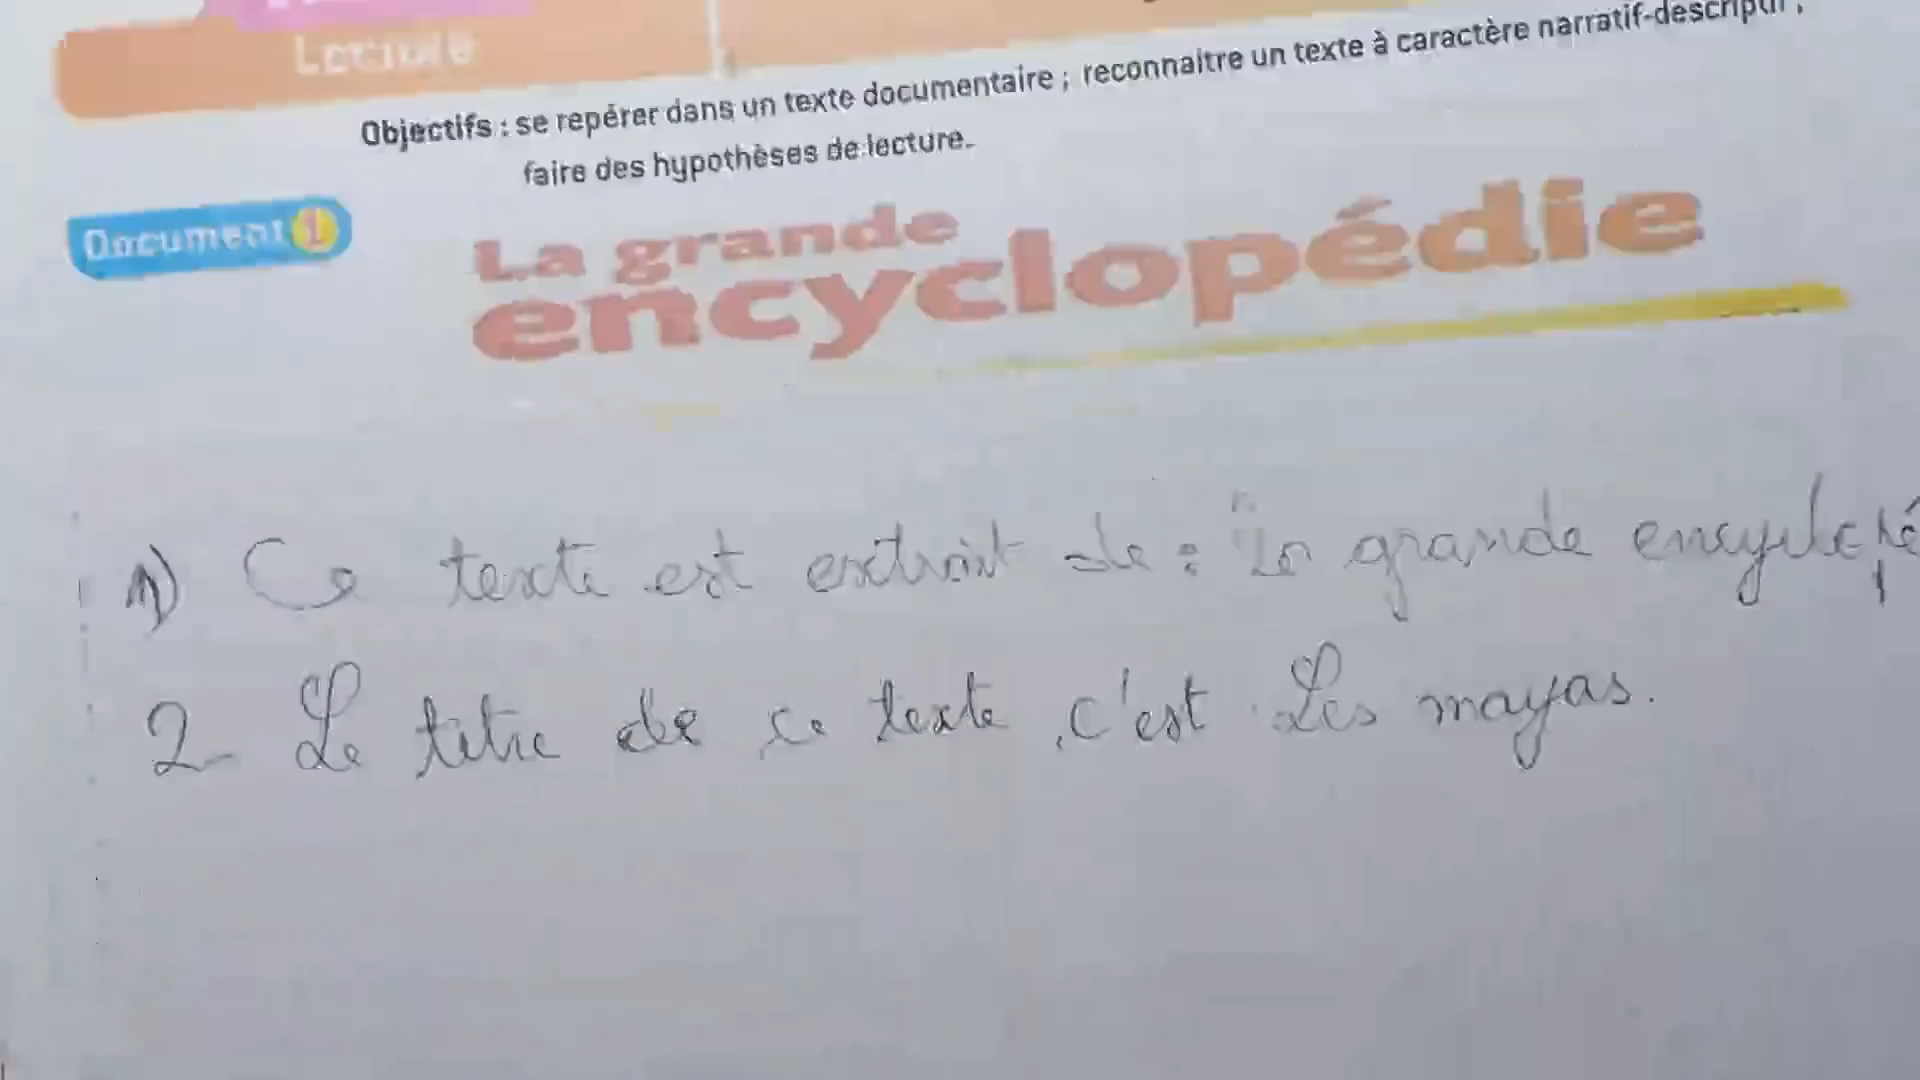 Lecture
Objectifs : se repérer dans un texte documentaire ; reconnaitre un texte à caractère narratif-descriptif ;
faire des hypothèses de lecture.
Document 1
La grande
encyclopédie
1) Ce texte est extrait de : "La grande
2 Le titre de ce texte, c'est Les mayas.